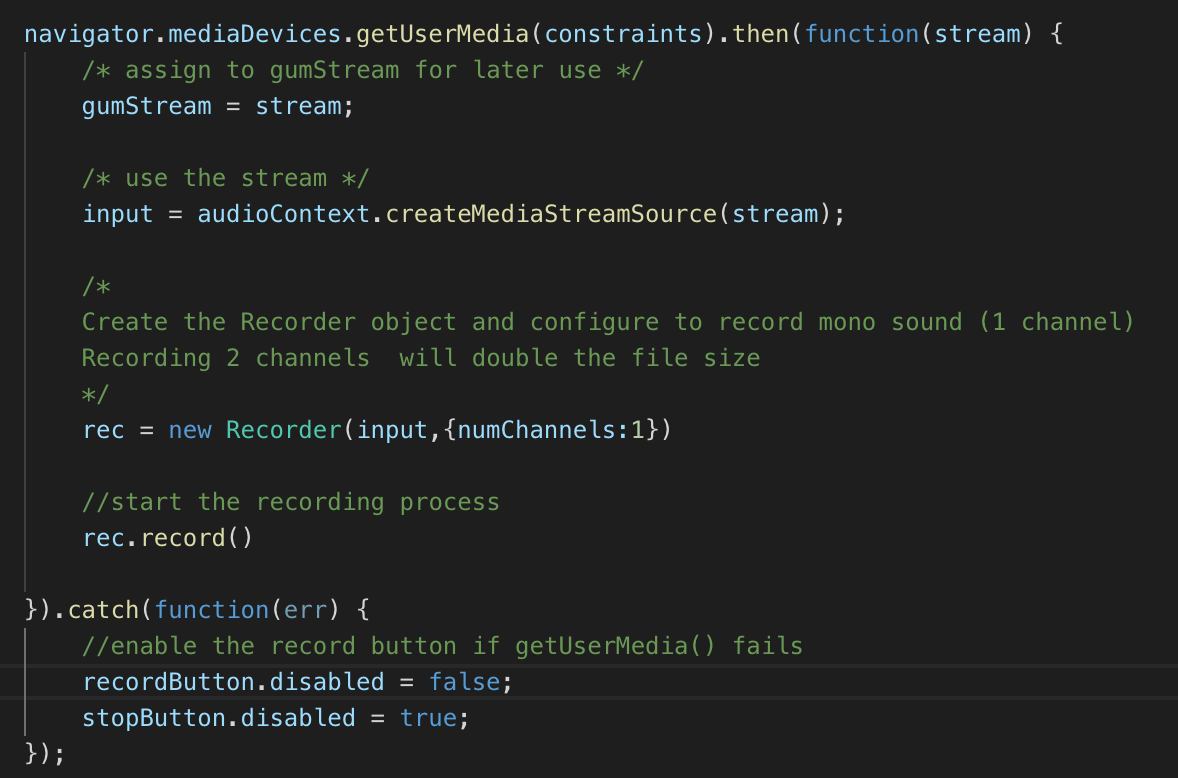 navigator.mediaDevices.getUserMedia(constraints).then(function(stream) {
    /* assign to gumStream for later use */
    gumStream = stream;

    /* use the stream */
    input = audioContext.createMediaStreamSource(stream);

    /*
    Create the Recorder object and configure to record mono sound (1 channel)
    Recording 2 channels  will double the file size
    */
    rec = new Recorder(input,{numChannels:1})

    //start the recording process
    rec.record()

}).catch(function(err) {
    //enable the record button if getUserMedia() fails
    recordButton.disabled = false;
    stopButton.disabled = true;
});